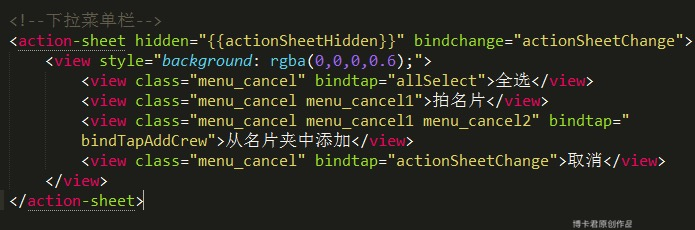 <!--下拉菜单栏-->
<action-sheet hidden="{{actionSheetHidden}}" bindchange="actionSheetChange">
<view style="background: rgba(0,0,0,0.6);">
<view class="menu_cancel" bindtap="allSelect">全选</view>
<view class="menu_cancel menu_cancel1">拍名片</view>
<view class="menu_cancel menu_cancel1 menu_cancel2" bindtap="
bindTapAddCrew">从名片夹中添加</view>
<view class="menu_cancel" bindtap="actionSheetChange">取消</view>
</view>
</action-sheet>
博卡君原创作品